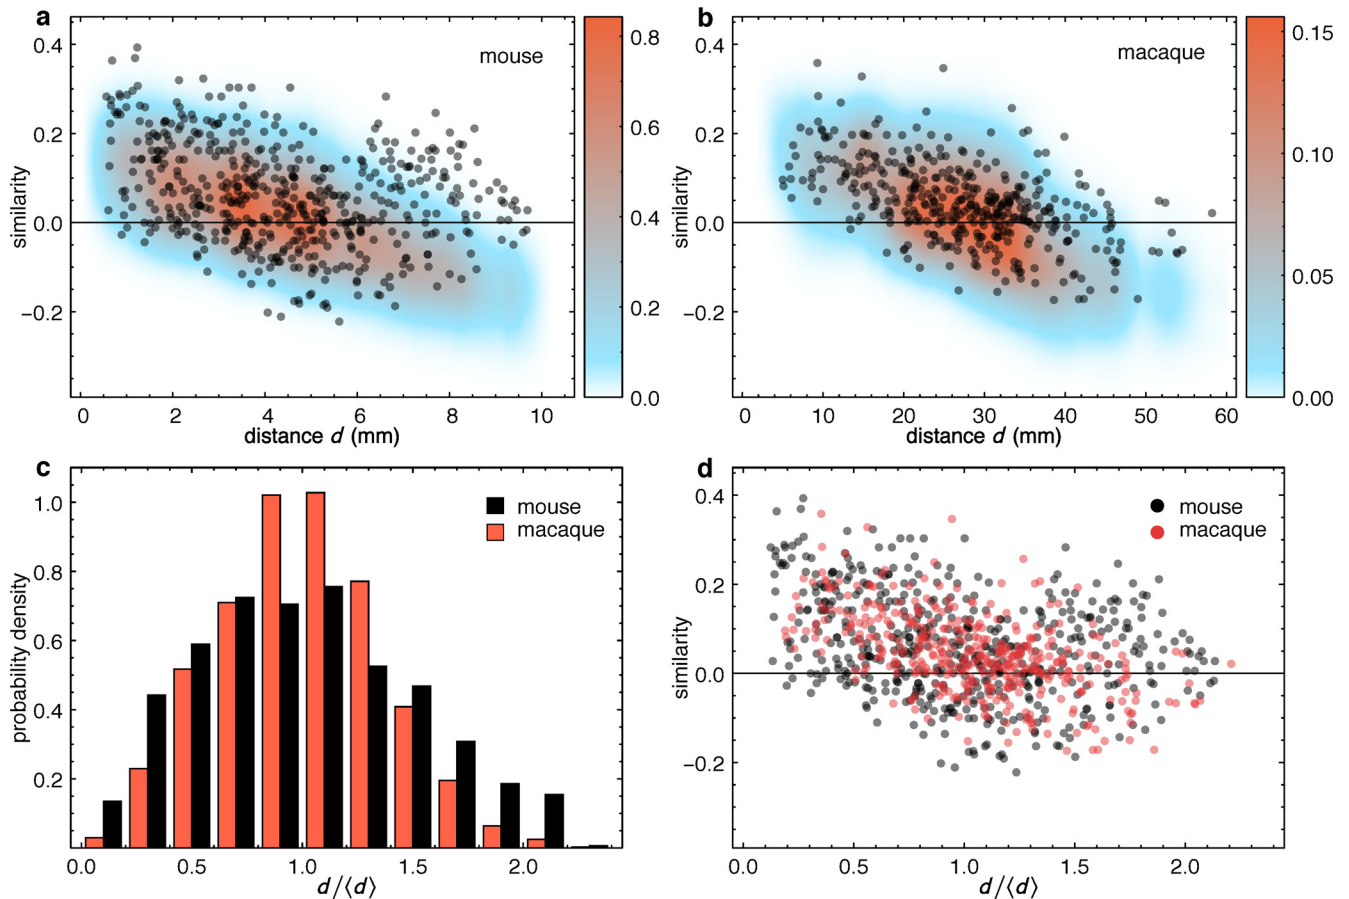 a
mouse
similarity
0.4
0.2
0.0
−0.2
0 2 4 6 8 10
distance d (mm)
0.8
0.6
0.4
0.2
0.0
b
macaque
similarity
0.4
0.2
0.0
−0.2
0 10 20 30 40 50 60
distance d (mm)
0.15
0.10
0.05
0.00
c
mouse
macaque
probability density
1.0
0.8
0.6
0.4
0.2
0.0 0.5 1.0 1.5 2.0
d/⟨d⟩
d
mouse
macaque
similarity
0.4
0.2
0.0
−0.2
0.0 0.5 1.0 1.5 2.0
d/⟨d⟩